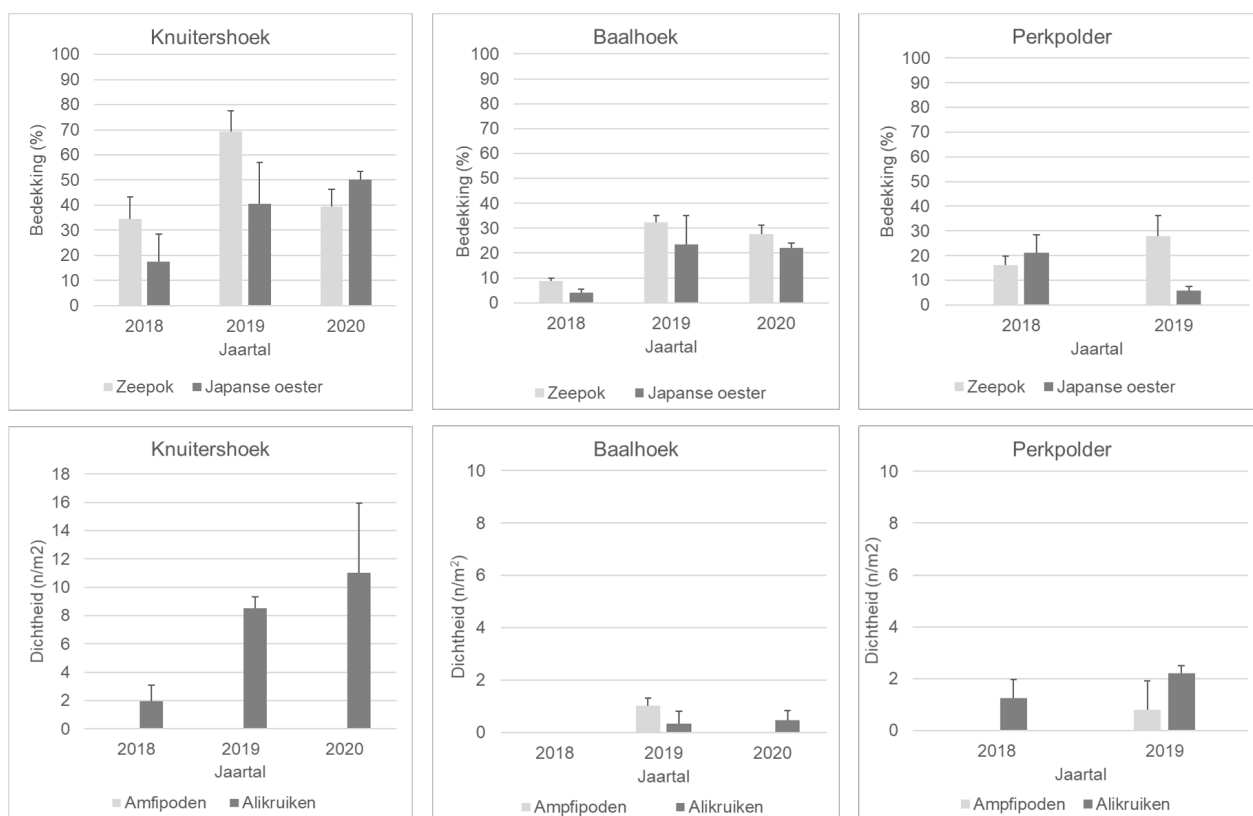 Knuitershoek
100
90
80
70
60
50
40
30
20
10
0
Bedekking (%)
2018 2019 2020
Jaartal
Zeepok Japanse oester
Baalhoek
100
90
80
70
60
50
40
30
20
10
0
Bedekking (%)
2018 2019 2020
Jaartal
Zeepok Japanse oester
Perkpolder
100
90
80
70
60
50
40
30
20
10
0
Bedekking (%)
2018 2019
Jaartal
Zeepok Japanse oester
Knuitershoek
18
16
14
12
10
8
6
4
2
0
Dichtheid (n/m2)
2018 2019 2020
Jaartal
Amfipoden Alikruiken
Baalhoek
10
8
6
4
2
0
Dichtheid (n/m²)
2018 2019 2020
Jaartal
Ampfipoden Alikruiken
Perkpolder
10
8
6
4
2
0
Dichtheid (n/m2)
2018 2019
Jaartal
Ampfipoden Alikruiken